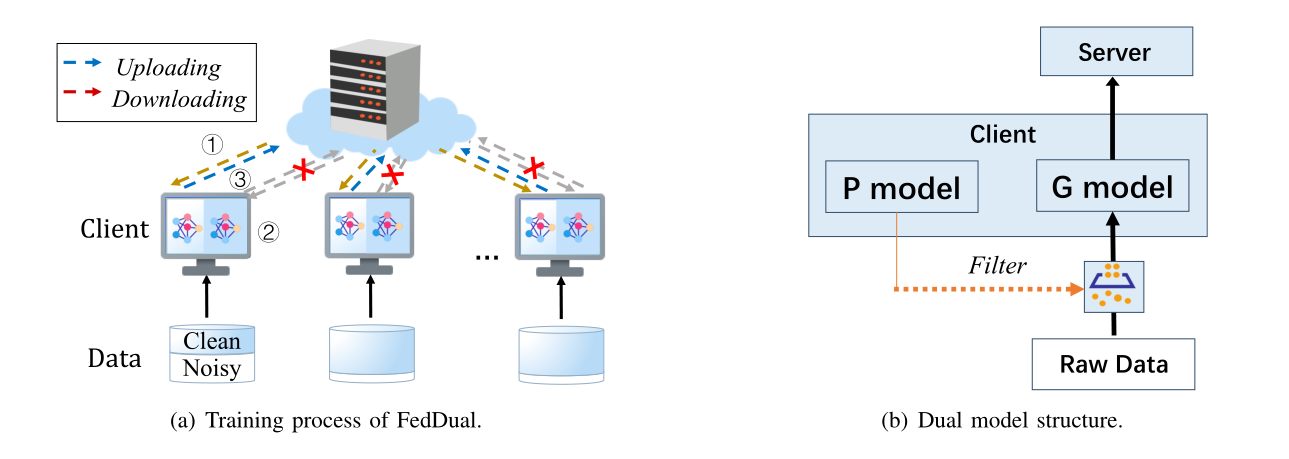 Uploading
Downloading
①
③
②
Client
...
Data
Clean
Noisy
(a) Training process of FedDual.
Server
Client
P model
G model
Filter
Raw Data
(b) Dual model structure.